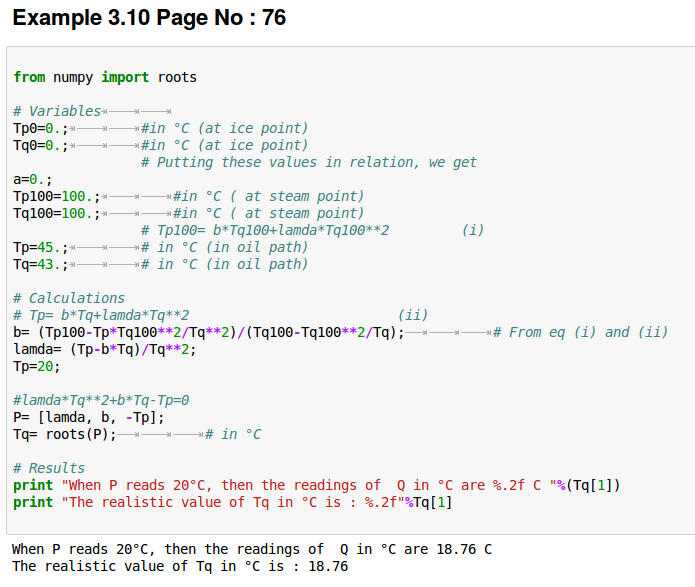 Example 3.10 Page No : 76
from numpy import roots
# Variables
Tp0=0.;			#in °C (at ice point)
Tq0=0.;			#in °C (at ice point)
			# Putting these values in relation, we get
a=0.;
Tp100=100.;			#in °C ( at steam point)
Tq100=100.;			#in °C ( at steam point)
			# Tp100= b*Tq100+lamda*Tq100**2         (i)
Tp=45.;			# in °C (in oil path)
Tq=43.;			# in °C (in oil path)
# Calculations
# Tp= b*Tq+lamda*Tq**2                          (ii)
b= (Tp100-Tp*Tq100**2/Tq**2)/(Tq100-Tq100**2/Tq);			# From eq (i) and (ii)
lamda= (Tp-b*Tq)/Tq**2;
Tp=20;
#lamda*Tq**2+b*Tq-Tp=0
P= [lamda, b, -Tp];
Tq= roots(P);			# in °C
# Results
print "When P reads 20°C, then the readings of  Q in °C are %.2f C "%(Tq[1])
print "The realistic value of Tq in °C is : %.2f"%Tq[1]
When P reads 20°C, then the readings of  Q in °C are 18.76 C
The realistic value of Tq in °C is : 18.76